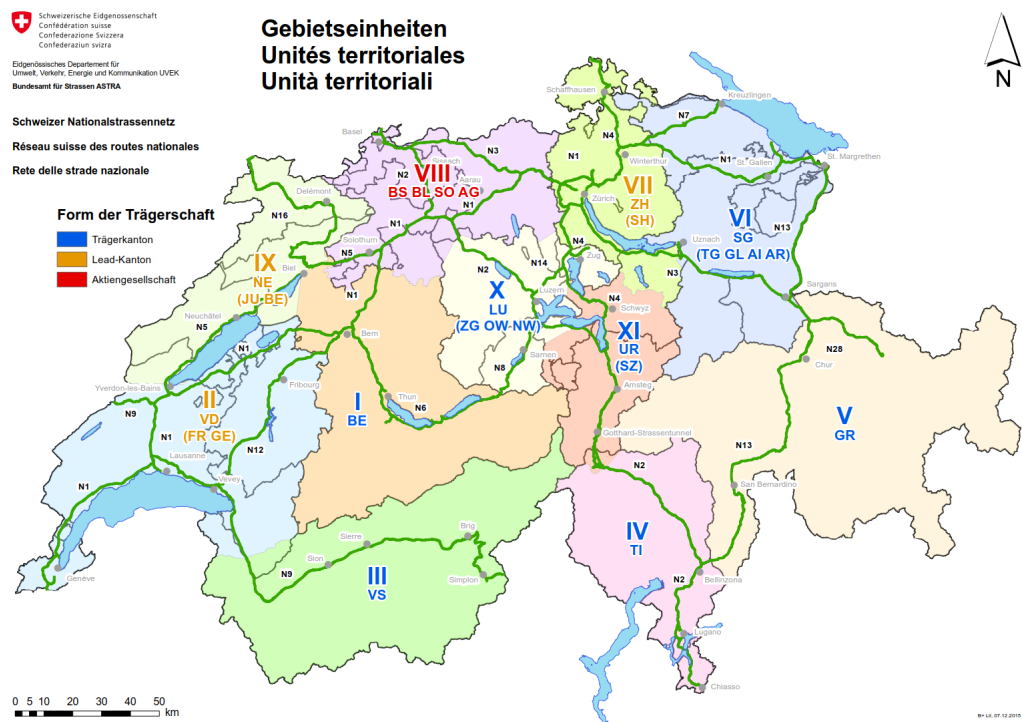 Schweizerische Eidgenossenschaft
Confédération suisse
Confederazione Svizzera
Confederaziun svizra
Eidgenössisches Departement für
Umwelt, Verkehr, Energie und Kommunikation UVEK
Bundesamt für Strassen ASTRA
Schweizer Nationalstrassennetz
Réseau suisse des routes nationales
Rete delle strade nazionale
Gebietseinheiten
Unités territoriales
Unità territoriali
N
Form der Trägerschaft
Trägerkanton
Lead-Kanton
Aktiengesellschaft
Schaffhausen
Kreuzlingen
N7
Basel
N4
N3
N1
Winterthur
N1
St. Gallen
St. Margrethen
Sissach
VIII
BS BL SO AG
N2
Aarau
N1
N1
Delémont
N16
VII
ZH
(SH)
Zürich
VI
SG
(TG GL AI AR)
N13
Solothurn
N5
Uznach
N4
Zug
IX
NE
(JU BE)
Biel
N2
N14
N3
X
LU
(ZG OW NW)
Luzern
Sargans
N1
N4
Schwyz
Neuchâtel
N5
Bern
XI
UR
(SZ)
N1
Sarnen
N8
N28
Chur
Yverdon-les-Bains
Fribourg
Amsteg
II
VD
(FR GE)
N9
I
BE
Thun
N6
V
GR
N1
Gotthard-Strassentunnel
N12
Lausanne
N13
N2
N1
Vevey
San Bernardino
Brig
Sierre
IV
TI
Sion
N9
III
VS
Simplon
Genève
N2
Bellinzona
Lugano
Chiasso
0 5 10 20 30 40 50
km
B+ LII, 07.12.2015